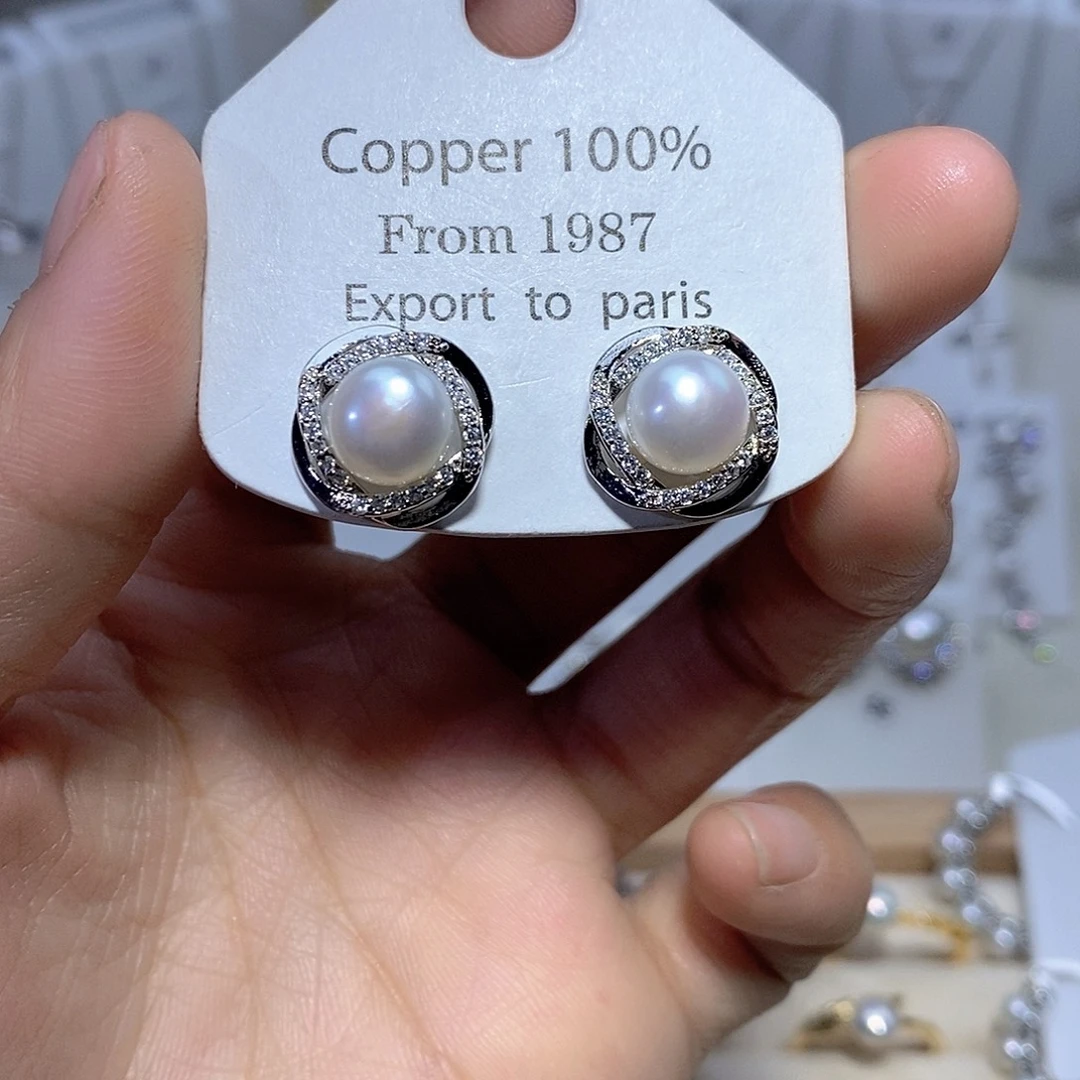 Copper 100%
From 1987
Export to paris